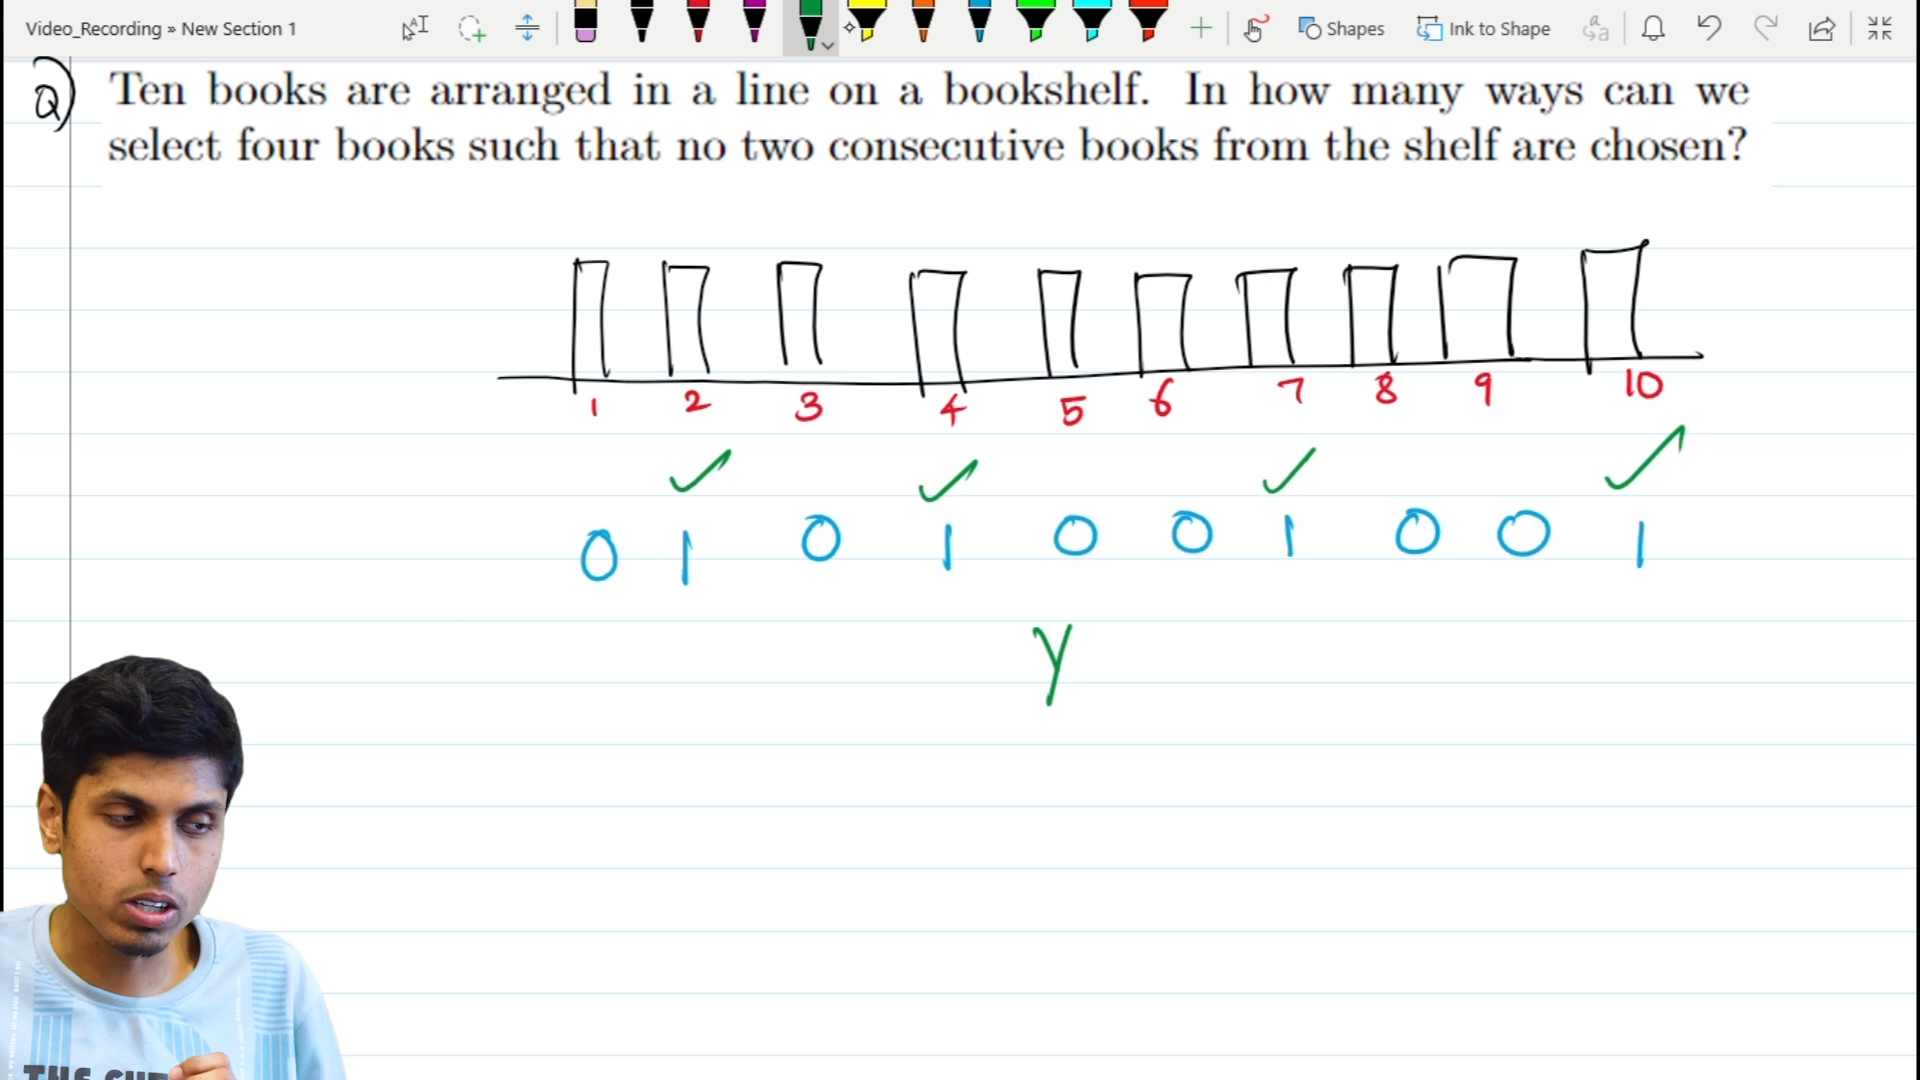 Video_Recording » New Section 1
Shapes
Ink to Shape
Q) Ten books are arranged in a line on a bookshelf. In how many ways can we
select four books such that no two consecutive books from the shelf are chosen?
1 2 3 4 5 6 7 8 9 10
0 1 0 1 0 0 1 0 0 1
y